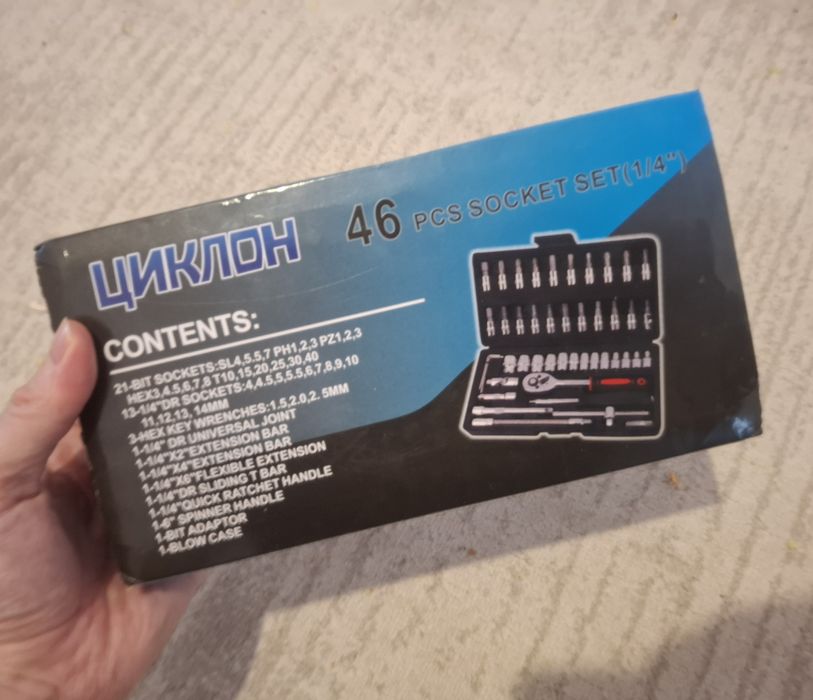 ЦИКЛОН
46 PCS SOCKET SET(1/4")
CONTENTS:
21-BIT SOCKETS:SL4,5.5,7 PH1,2,3 PZ1,2,3
HEX3,4,5,6,7,8 T10,15,20,25,30,40
13-1/4"DR SOCKETS:4,4.5,5,5.5,6,7,8,9,10
11,12,13, 14MM
3-HEX KEY WRENCHES:1.5,2.0,2. 5MM
1-1/4" DR UNIVERSAL JOINT
1-1/4"X2"EXTENSION BAR
1-1/4"X4"EXTENSION BAR
1-1/4"X6"FLEXIBLE EXTENSION
1-1/4"DR SLIDING T BAR
1-1/4"QUICK RATCHET HANDLE
1-6" SPINNER HANDLE
1-BIT ADAPTOR
1-BLOW CASE